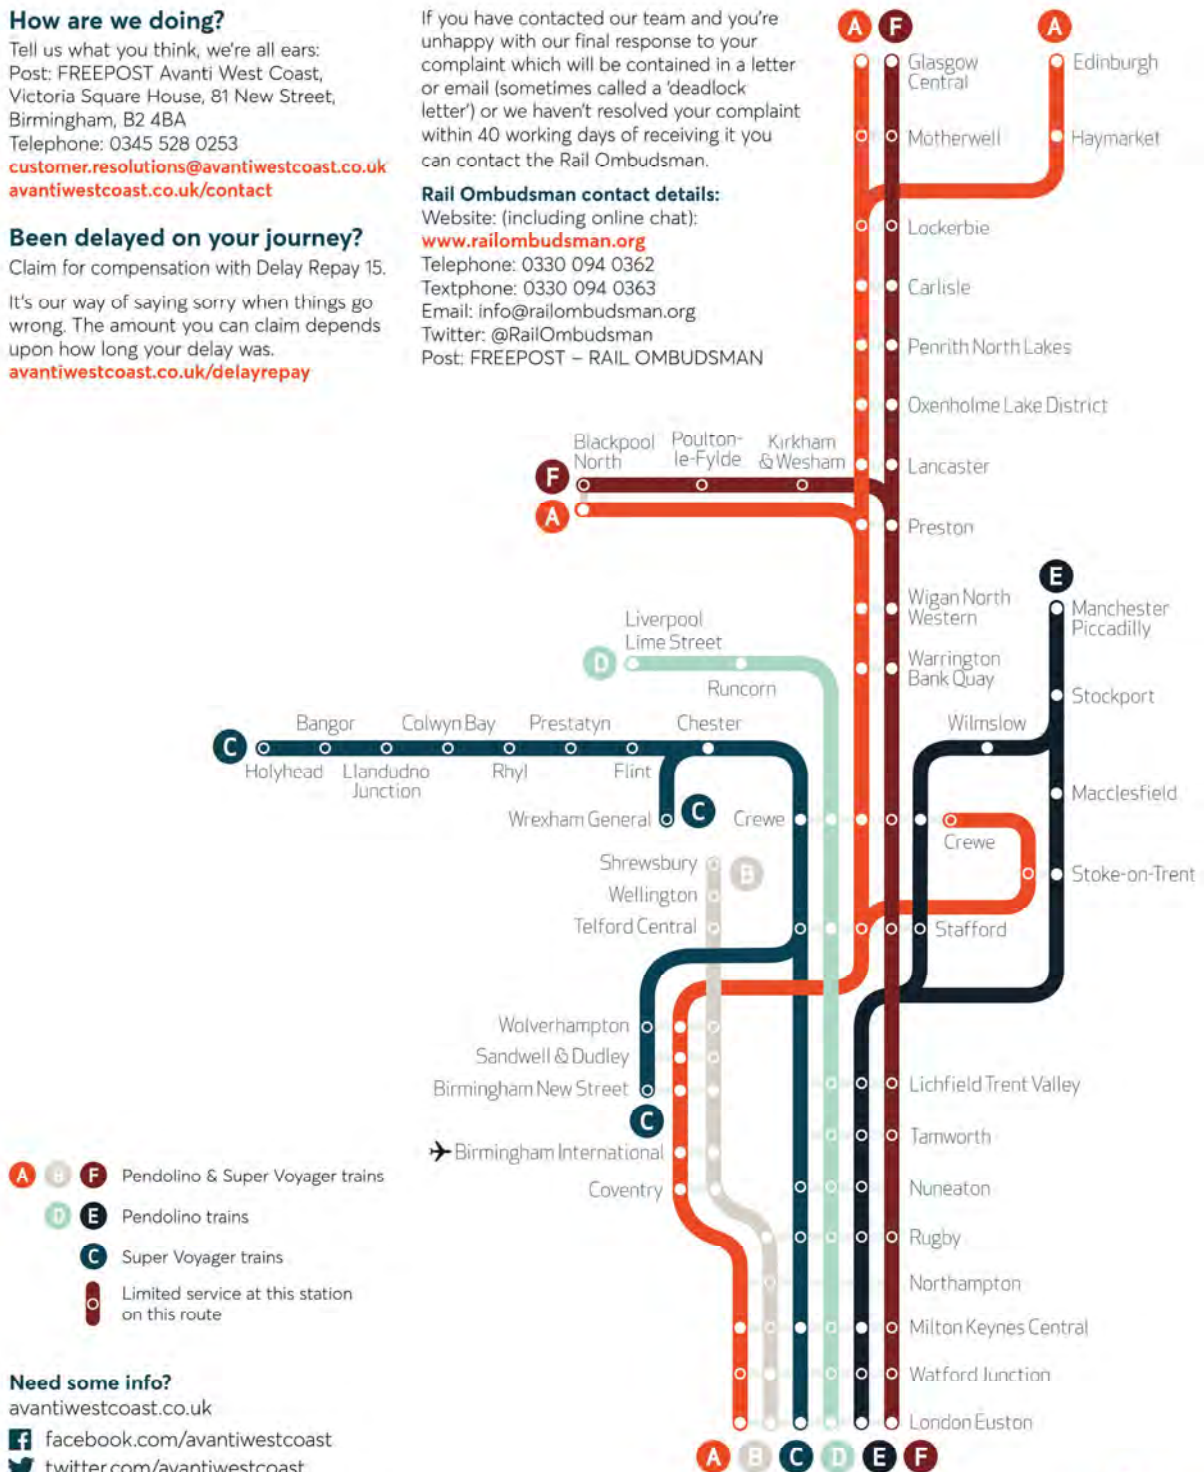 How are we doing?
Tell us what you think, we're all ears:
Post: FREEPOST Avanti West Coast,
Victoria Square House, 81 New Street,
Birmingham, B2 4BA
Telephone: 0345 528 0253
customer.resolutions@avantiwestcoast.co.uk
avantiwestcoast.co.uk/contact
Been delayed on your journey?
Claim for compensation with Delay Repay 15.
It's our way of saying sorry when things go
wrong. The amount you can claim depends
upon how long your delay was.
avantiwestcoast.co.uk/delayrepay
If you have contacted our team and you're
unhappy with our final response to your
complaint which will be contained in a letter
or email (sometimes called a 'deadlock
letter') or we haven't resolved your complaint
within 40 working days of receiving it you
can contact the Rail Ombudsman.
Rail Ombudsman contact details:
Website: (including online chat):
www.railombudsman.org
Telephone: 0330 094 0362
Textphone: 0330 094 0363
Email: info@railombudsman.org
Twitter: @RailOmbudsman
Post: FREEPOST – RAIL OMBUDSMAN
A F A
Glasgow
Central
Edinburgh
Motherwell
Haymarket
Lockerbie
Carlisle
Penrith North Lakes
Oxenholme Lake District
Blackpool
North
Poulton-
le-Fylde
Kirkham
& Wesham
Lancaster
F
A
Preston
E
Wigan North
Western
Manchester
Piccadilly
Liverpool
Lime Street
D
Runcorn
Warrington
Bank Quay
Stockport
Bangor
Colwyn Bay
Prestatyn
Chester
Wilmslow
C
Holyhead
Llandudno
Junction
Rhyl
Flint
Macclesfield
Wrexham General
C
Crewe
Crewe
Shrewsbury
B
Stoke-on-Trent
Wellington
Telford Central
Stafford
Wolverhampton
Sandwell & Dudley
Birmingham New Street
C
Lichfield Trent Valley
Tamworth
Birmingham International
Coventry
Nuneaton
Rugby
Northampton
Milton Keynes Central
Watford Junction
London Euston
A B C D E F
A B F Pendolino & Super Voyager trains
D E Pendolino trains
C Super Voyager trains
Limited service at this station
on this route
Need some info?
avantiwestcoast.co.uk
facebook.com/avantiwestcoast
twitter.com/avantiwestcoast